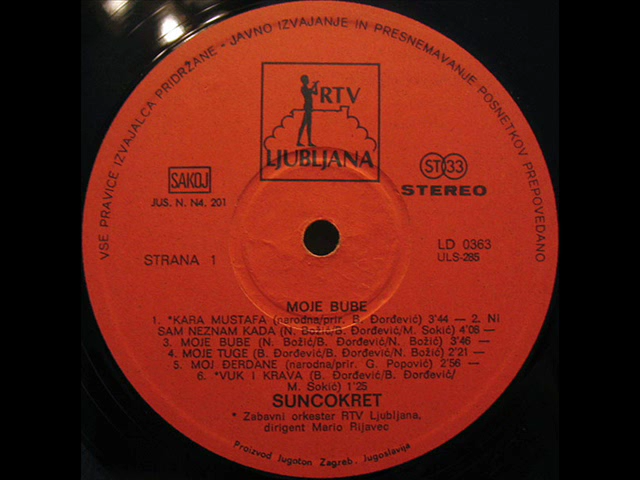 VSE PRAVICE IZVAJALCA PRIDRŽANE - JAVNO IZVAJANJE IN PRESNEMAVANJE POSNETKOV PREPOVEDANO
RTV
LJUBLJANA
SAKOJ
JUS. N. N4. 201
ST 33
STEREO
STRANA 1
LD 0363
ULS-285
MOJE BUBE
1. *KARA MUSTAFA (narodna/prir. B. Đorđević) 3'44 — 2. NI
SAM NEZNAM KADA (N. Božić/B. Đorđević/M. Sokić) 4'06 —
3. MOJE BUBE (N. Božić/B. Đorđević/N. Božić) 3'46 —
4. MOJE TUGE (B. Đorđević/B. Đorđević/N. Božić) 2'21 —
5. MOJ ĐERDANE (narodna/prir. G. Popović) 2'56 —
6. *VUK I KRAVA (B. Đorđević/B. Đorđević/
M. Sokić) 1'25
SUNCOKRET
* Zabavni orkestar RTV Ljubljana,
dirigent Mario Rijavec
Proizvod Jugoton Zagreb, Jugoslavija